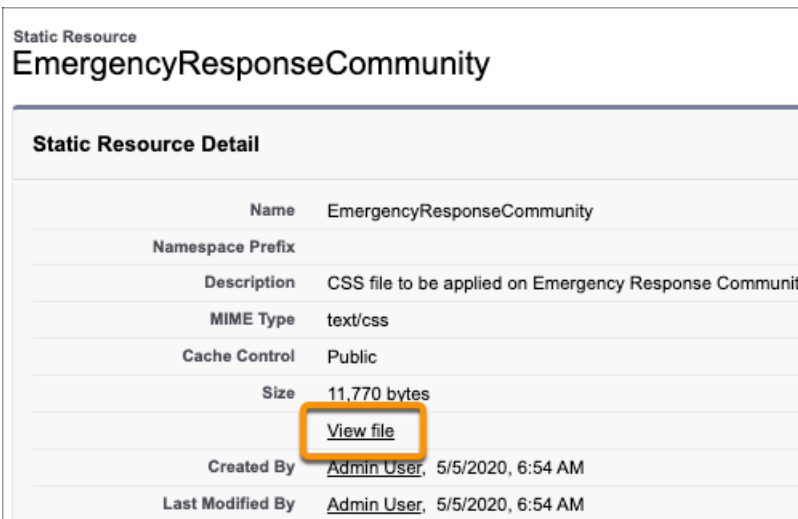 Static Resource
EmergencyResponseCommunity
Static Resource Detail
Name EmergencyResponseCommunity
Namespace Prefix
Description CSS file to be applied on Emergency Response Communit
MIME Type text/css
Cache Control Public
Size 11,770 bytes
View file
Created By Admin User, 5/5/2020, 6:54 AM
Last Modified By Admin User, 5/5/2020, 6:54 AM